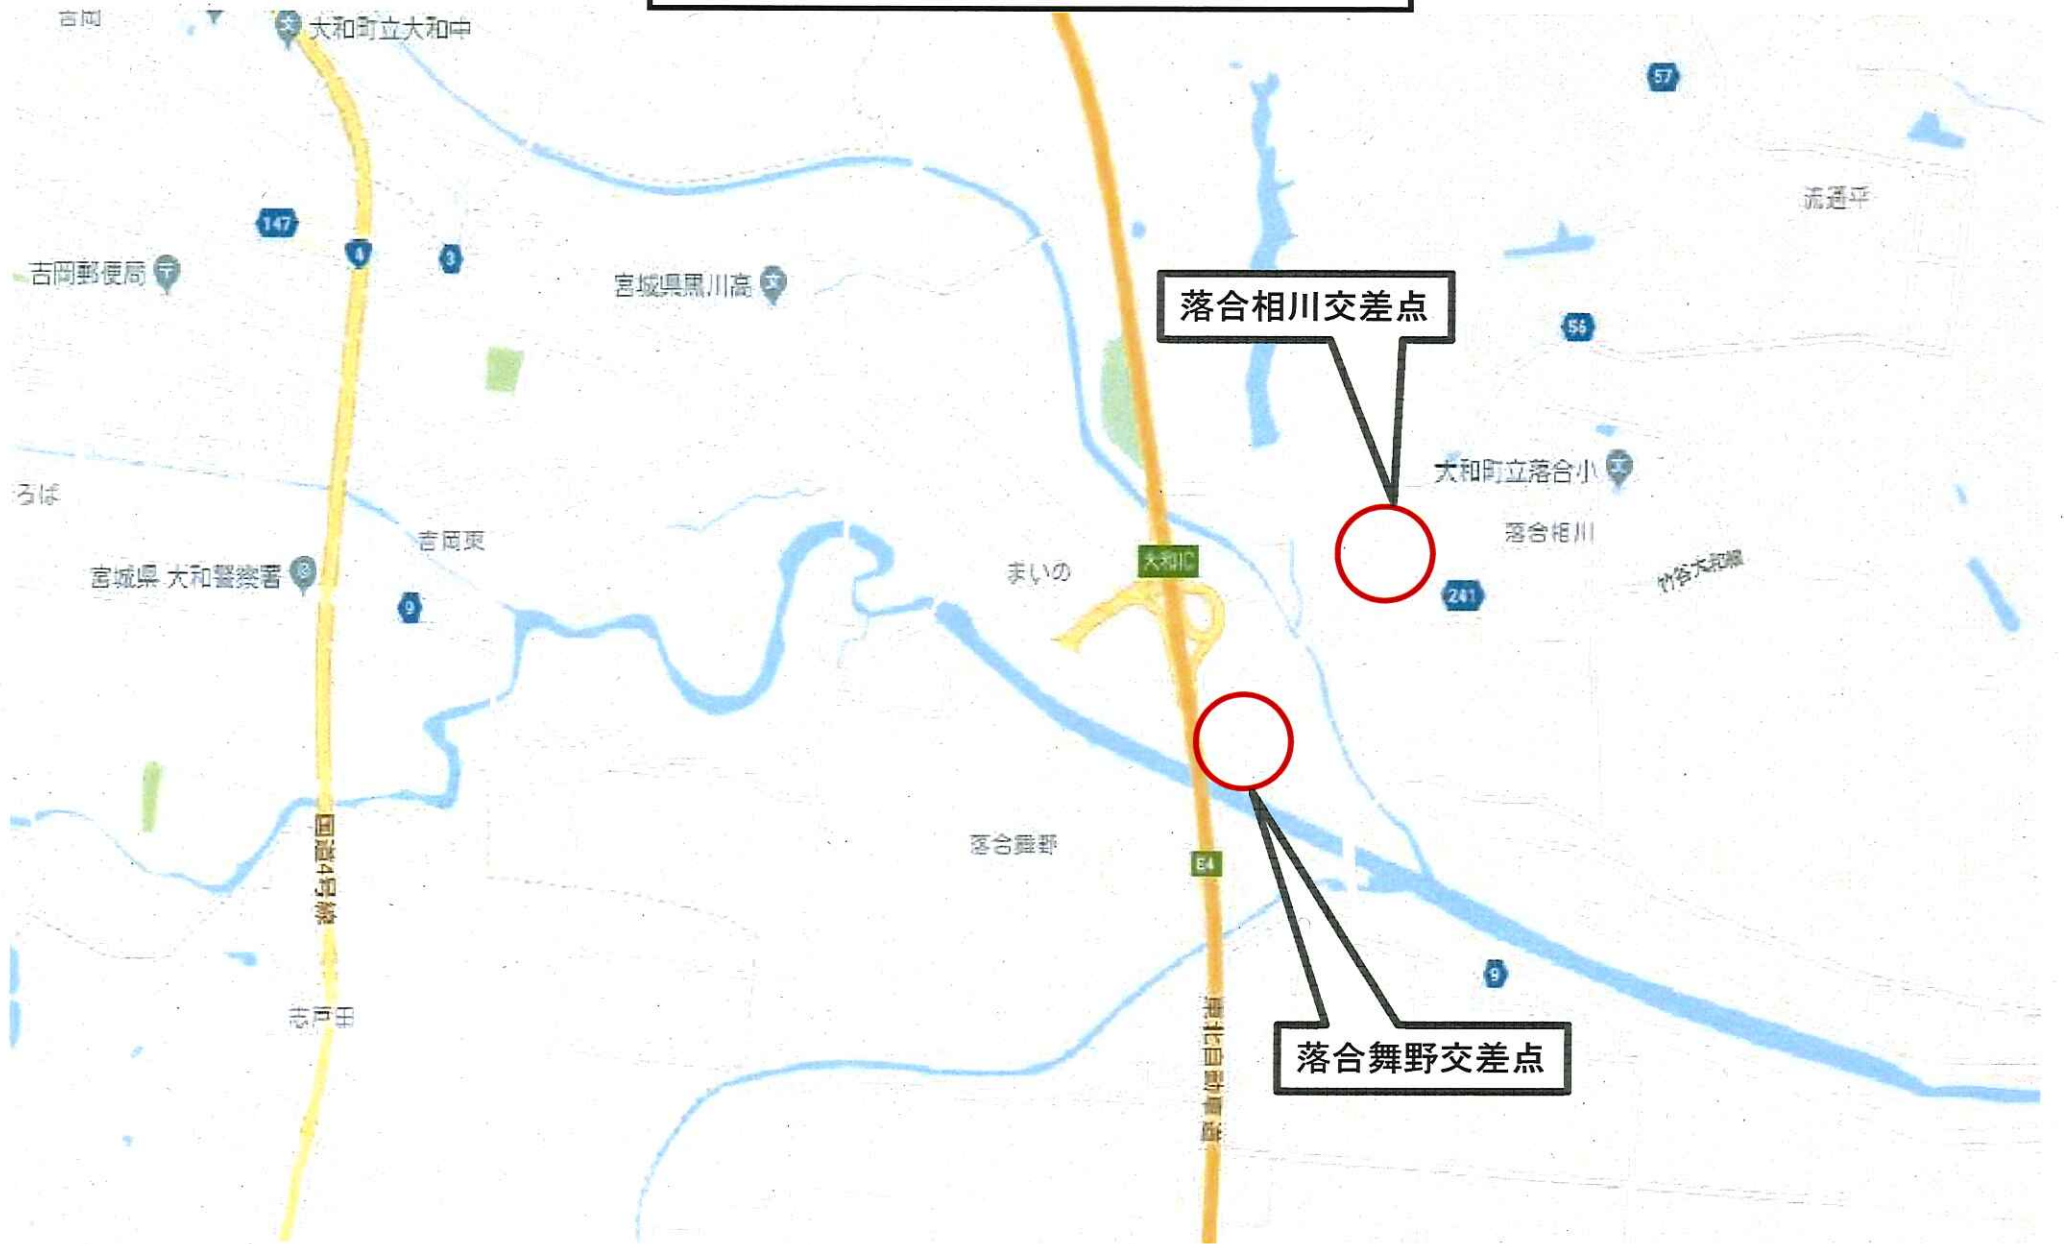 吉岡
大和町立大和中
57
147
4
3
流通平
吉岡郵便局
宮城県黒川高
落合相川交差点
56
大和町立落合小
ろば
吉岡東
落合相川
宮城県 大和警察署
まいの
大和IC
竹谷大和線
9
241
国道4号線
落合舞野
E4
9
志戸田
東北自動車道
落合舞野交差点